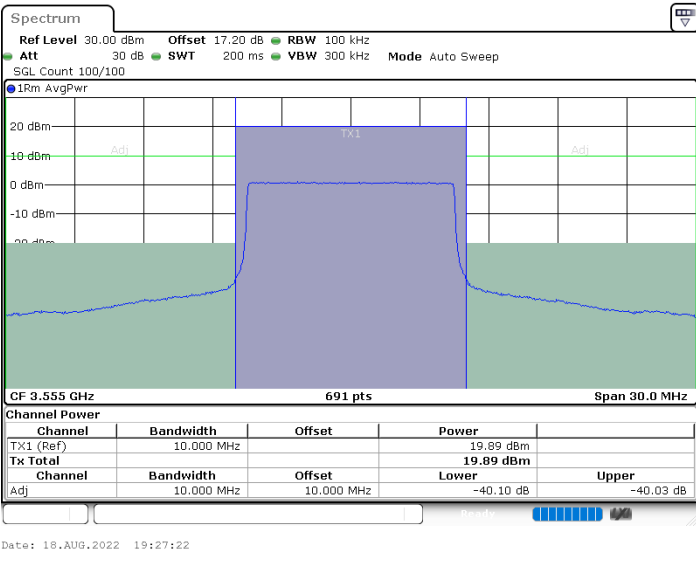 Spectrum
Ref Level 30.00 dBm Offset 17.20 dB RBW 100 kHz
Att 30 dB SWT 200 ms VBW 300 kHz Mode Auto Sweep
SGL Count 100/100
1Rm AvgPwr
20 dBm
TX1
Adj Adj
10 dBm
0 dBm
-10 dBm
-20 dBm
CF 3.555 GHz 691 pts Span 30.0 MHz
Channel Power
Channel Bandwidth Offset Power
TX1 (Ref) 10.000 MHz 19.89 dBm
Tx Total 19.89 dBm
Channel Bandwidth Offset Lower Upper
Adj 10.000 MHz 10.000 MHz -40.10 dB -40.03 dB
Ready
Date: 18.AUG.2022 19:27:22